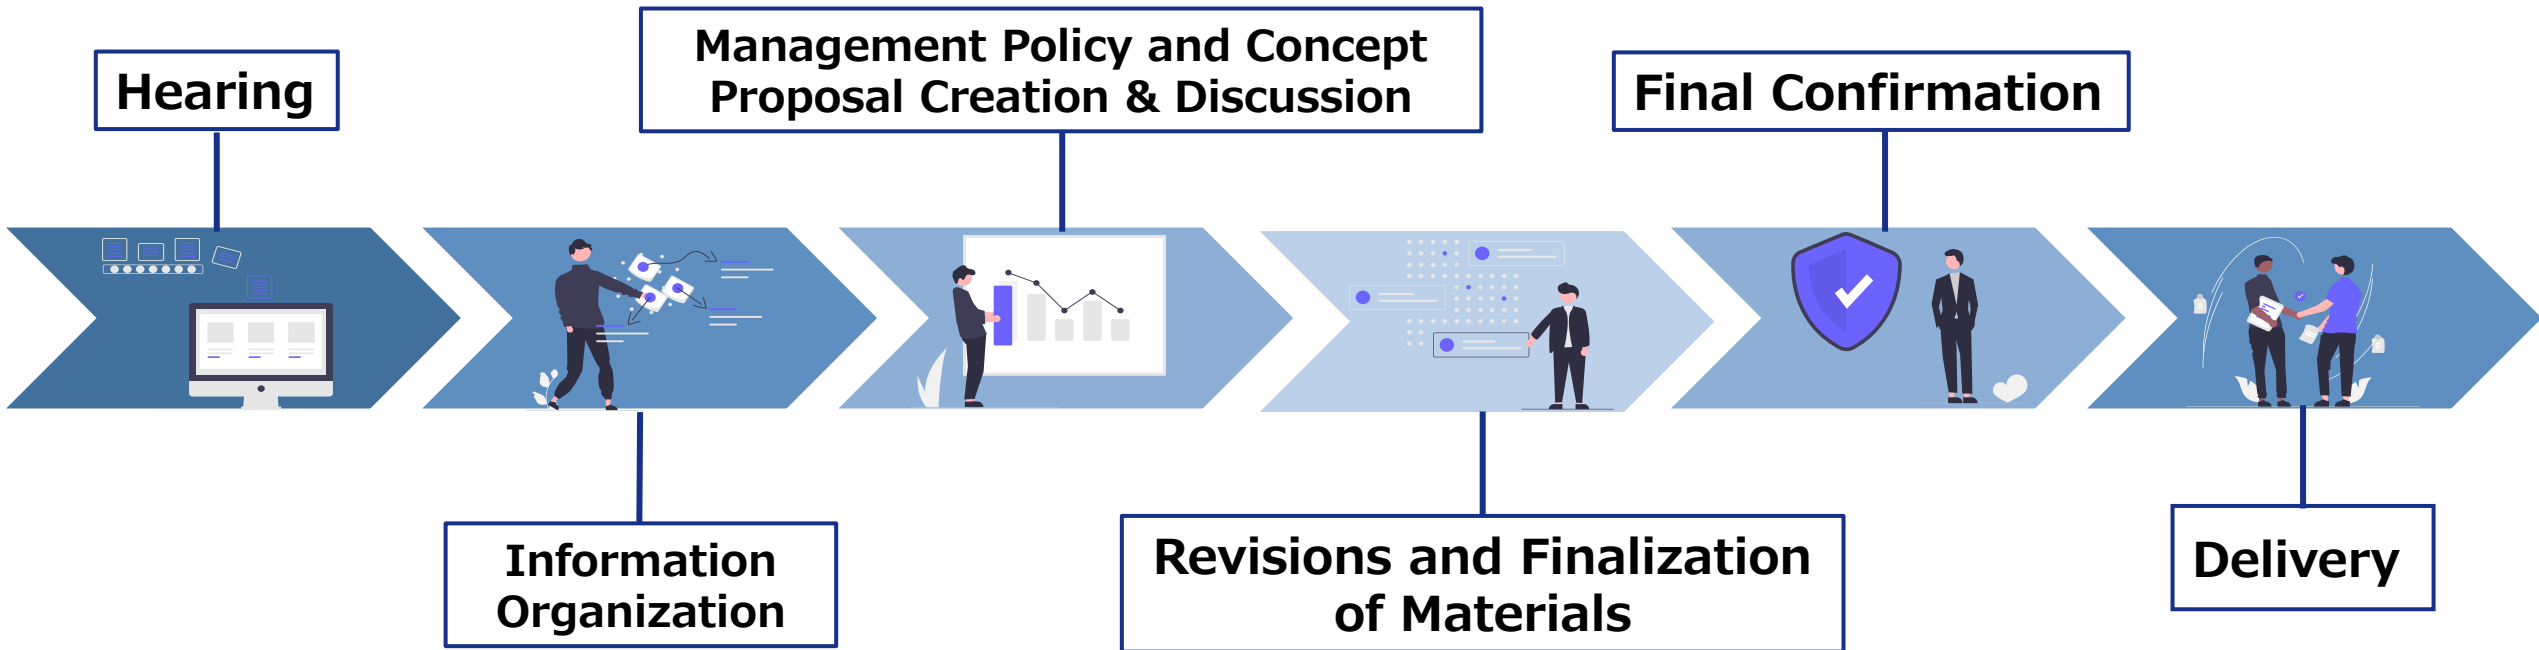 Hearing
Information
Organization
Management Policy and Concept
Proposal Creation & Discussion
Revisions and Finalization
of Materials
Final Confirmation
Delivery